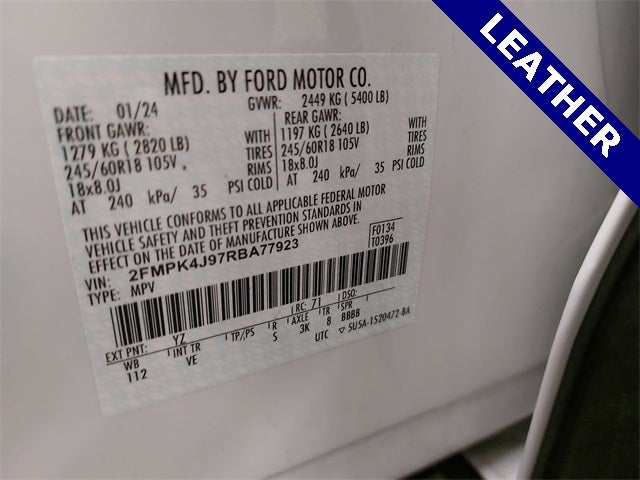 LEATHER
MFD. BY FORD MOTOR CO.
DATE: 01/24 GVWR: 2449 KG ( 5400 LB)
FRONT GAWR: REAR GAWR:
1279 KG ( 2820 LB) WITH 1197 KG ( 2640 LB) WITH
245/60R18 105V TIRES 245/60R18 105V TIRES
18x8.0J RIMS 18x8.0J RIMS
AT 240 kPa/ 35 PSI COLD AT 240 kPa/ 35 PSI COLD
THIS VEHICLE CONFORMS TO ALL APPLICABLE FEDERAL MOTOR
VEHICLE SAFETY AND THEFT PREVENTION STANDARDS IN
EFFECT ON THE DATE OF MANUFACTURE SHOWN ABOVE.
F0134
T0396
VIN: 2FMPK4J97RBA77923
TYPE: MPV
EXT PNT: YZ RC: 71 DSO:
WB INT TR TP/PS R AXLE TR SPR
112 VE S 3K 8 BBBB
UTC ▽ 5U5A-1520472-BA